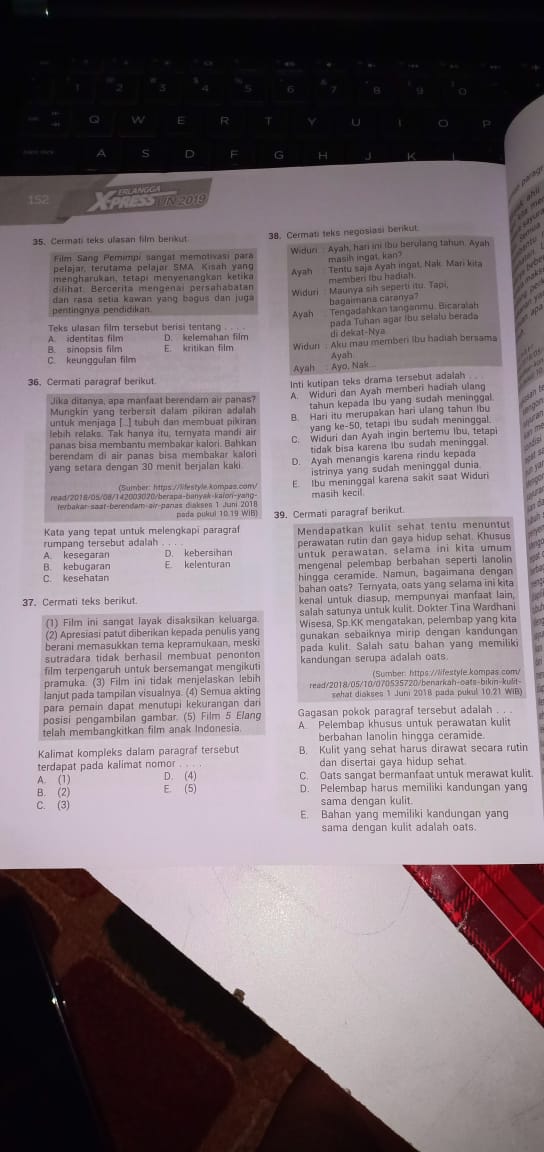 152
ERLANGGA
X-PRESS UN 2019
35. Cermati teks ulasan film berikut.
Film Sang Pemimpi sangat memotivasi para
pelajar, terutama pelajar SMA. Kisah yang
mengharukan, tetapi menyenangkan ketika
dilihat. Bercerita mengenai persahabatan
dan rasa setia kawan yang bagus dan juga
pentingnya pendidikan.
Teks ulasan film tersebut berisi tentang . . . .
A. identitas film
B. sinopsis film
C. keunggulan film
D. kelemahan film
E. kritikan film
36. Cermati paragraf berikut.
Jika ditanya, apa manfaat berendam air panas?
Mungkin yang terbersit dalam pikiran adalah
untuk menjaga [...] tubuh dan membuat pikiran
lebih relaks. Tak hanya itu, ternyata mandi air
panas bisa membantu membakar kalori. Bahkan
berendam di air panas bisa membakar kalori
yang setara dengan 30 menit berjalan kaki.
(Sumber: https://lifestyle.kompas.com/
read/2018/05/08/142003020/berapa-banyak-kalori-yang-
terbakar-saat-berendam-air-panas diakses 1 Juni 2018
pada pukul 10.19 WIB)
Kata yang tepat untuk melengkapi paragraf
rumpang tersebut adalah . . . .
A. kesegaran
B. kebugaran
C. kesehatan
D. kebersihan
E. kelenturan
37. Cermati teks berikut.
(1) Film ini sangat layak disaksikan keluarga.
(2) Apresiasi patut diberikan kepada penulis yang
berani memasukkan tema kepramukaan, meski
sutradara tidak berhasil membuat penonton
film terpengaruh untuk bersemangat mengikuti
pramuka. (3) Film ini tidak menjelaskan lebih
lanjut pada tampilan visualnya. (4) Semua akting
para pemain dapat menutupi kekurangan dari
posisi pengambilan gambar. (5) Film 5 Elang
telah membangkitkan film anak Indonesia.
Kalimat kompleks dalam paragraf tersebut
terdapat pada kalimat nomor . . . .
A. (1)
B. (2)
C. (3)
D. (4)
E. (5)
38. Cermati teks negosiasi berikut.
Widuri : Ayah, hari ini Ibu berulang tahun. Ayah
masih ingat, kan?
Ayah : Tentu saja Ayah ingat, Nak. Mari kita
memberi Ibu hadiah.
Widuri : Maunya sih seperti itu. Tapi,
bagaimana caranya?
Ayah : Tengadahkan tanganmu. Bicaralah
pada Tuhan agar Ibu selalu berada
di dekat-Nya.
Widuri : Aku mau memberi Ibu hadiah bersama
Ayah.
Ayah : Ayo, Nak...
Inti kutipan teks drama tersebut adalah . . .
A. Widuri dan Ayah memberi hadiah ulang
tahun kepada Ibu yang sudah meninggal.
B. Hari itu merupakan hari ulang tahun Ibu
yang ke-50, tetapi Ibu sudah meninggal.
C. Widuri dan Ayah ingin bertemu Ibu, tetapi
tidak bisa karena Ibu sudah meninggal.
D. Ayah menangis karena rindu kepada
istrinya yang sudah meninggal dunia.
E. Ibu meninggal karena sakit saat Widuri
masih kecil.
39. Cermati paragraf berikut.
Mendapatkan kulit sehat tentu menuntut
perawatan rutin dan gaya hidup sehat. Khusus
untuk perawatan, selama ini kita umum
mengenal pelembap berbahan seperti lanolin
hingga ceramide. Namun, bagaimana dengan
bahan oats? Ternyata, oats yang selama ini kita
kenal untuk diasup, mempunyai manfaat lain,
salah satunya untuk kulit. Dokter Tina Wardhani
Wisesa, Sp.KK mengatakan, pelembap yang kita
gunakan sebaiknya mirip dengan kandungan
pada kulit. Salah satu bahan yang memiliki
kandungan serupa adalah oats.
(Sumber: https://lifestyle.kompas.com/
read/2018/05/10/070535720/benarkah-oats-bikin-kulit-
sehat diakses 1 Juni 2018 pada pukul 10.21 WIB)
Gagasan pokok paragraf tersebut adalah . . .
A. Pelembap khusus untuk perawatan kulit
berbahan lanolin hingga ceramide.
B. Kulit yang sehat harus dirawat secara rutin
dan disertai gaya hidup sehat.
C. Oats sangat bermanfaat untuk merawat kulit.
D. Pelembap harus memiliki kandungan yang
sama dengan kulit.
E. Bahan yang memiliki kandungan yang
sama dengan kulit adalah oats.